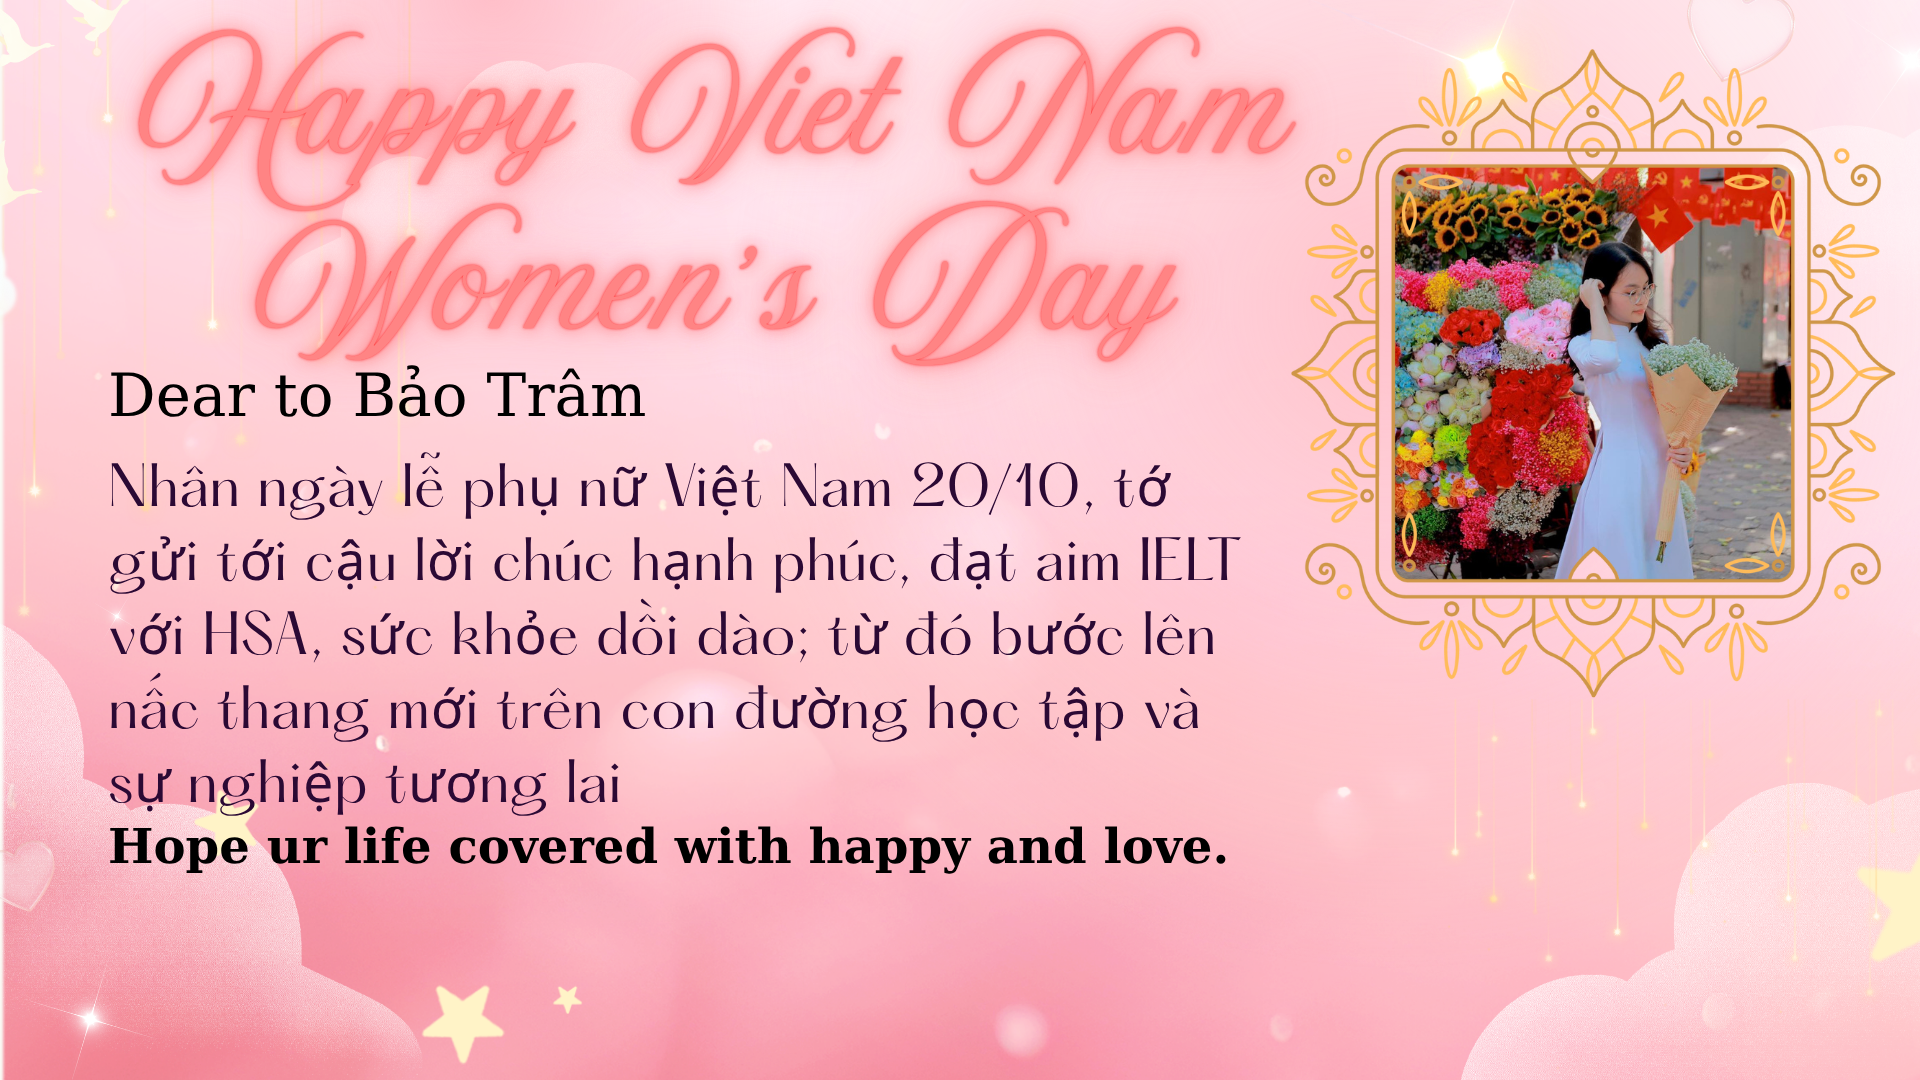 Happy Viet Nam
Women's Day
Dear to Bảo Trâm
Nhân ngày lễ phụ nữ Việt Nam 20/10, tớ
gửi tới cậu lời chúc hạnh phúc, đạt aim IELT
với HSA, sức khỏe dồi dào; từ đó bước lên
nấc thang mới trên con đường học tập và
sự nghiệp tương lai
Hope ur life covered with happy and love.